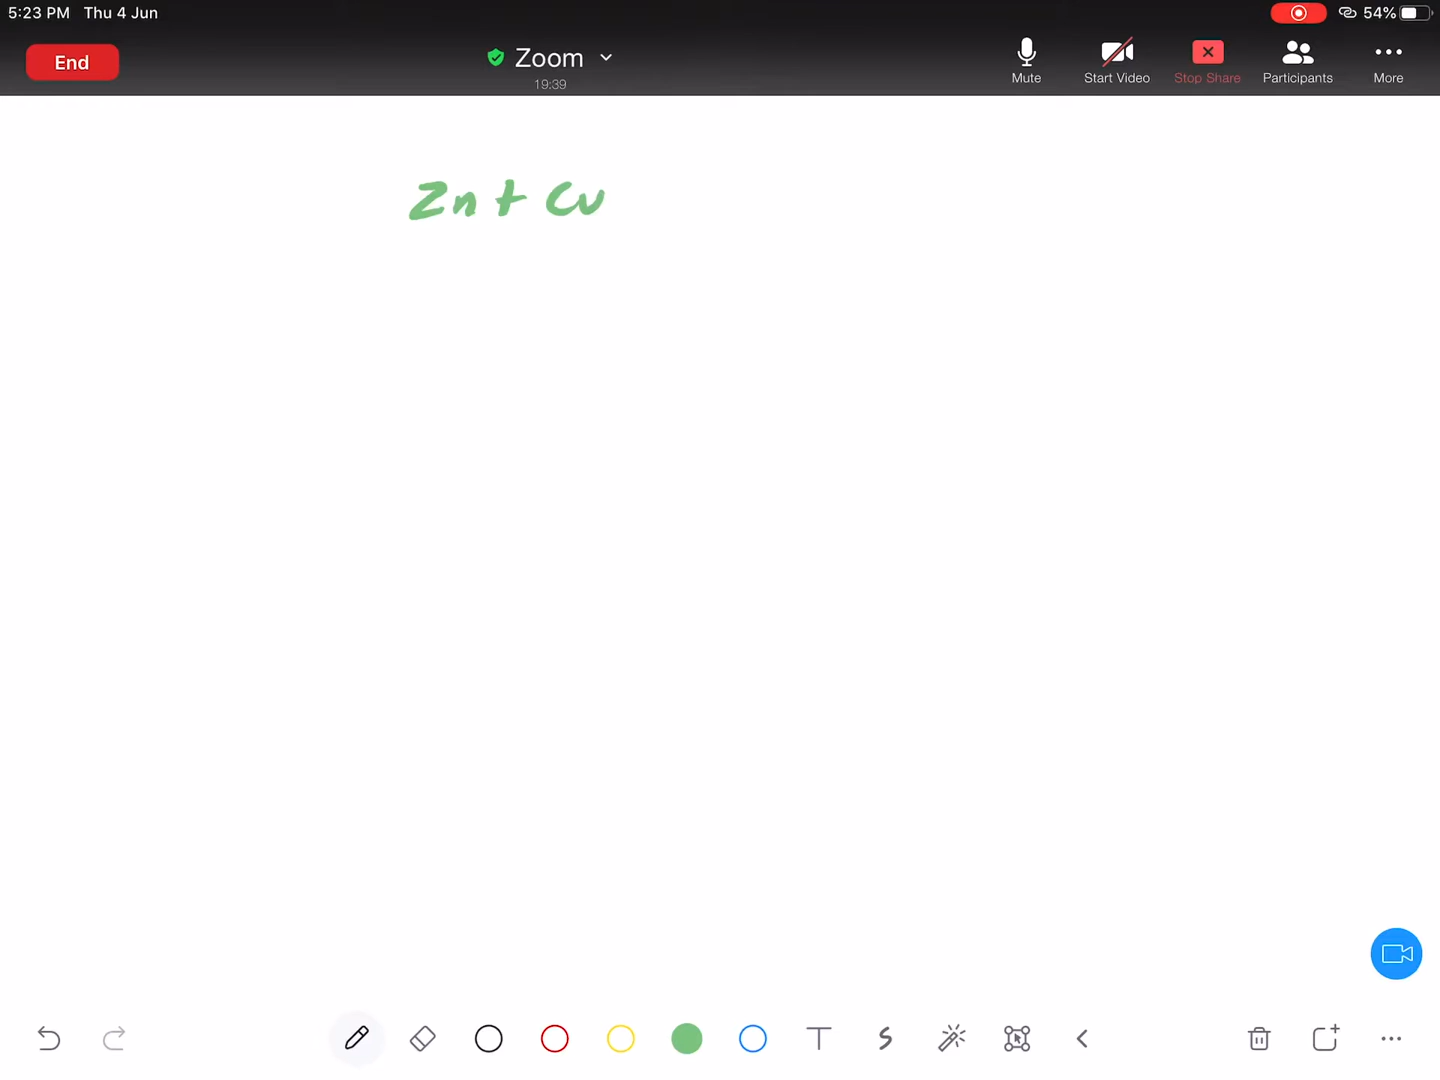 5:23 PM Thu 4 Jun 54%
End
Zoom
19:39
Mute Start Video Stop Share Participants More
Zn + Cu
T